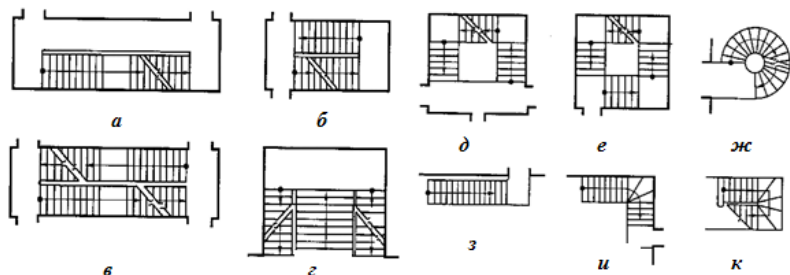 а б д е ж
в г з и к